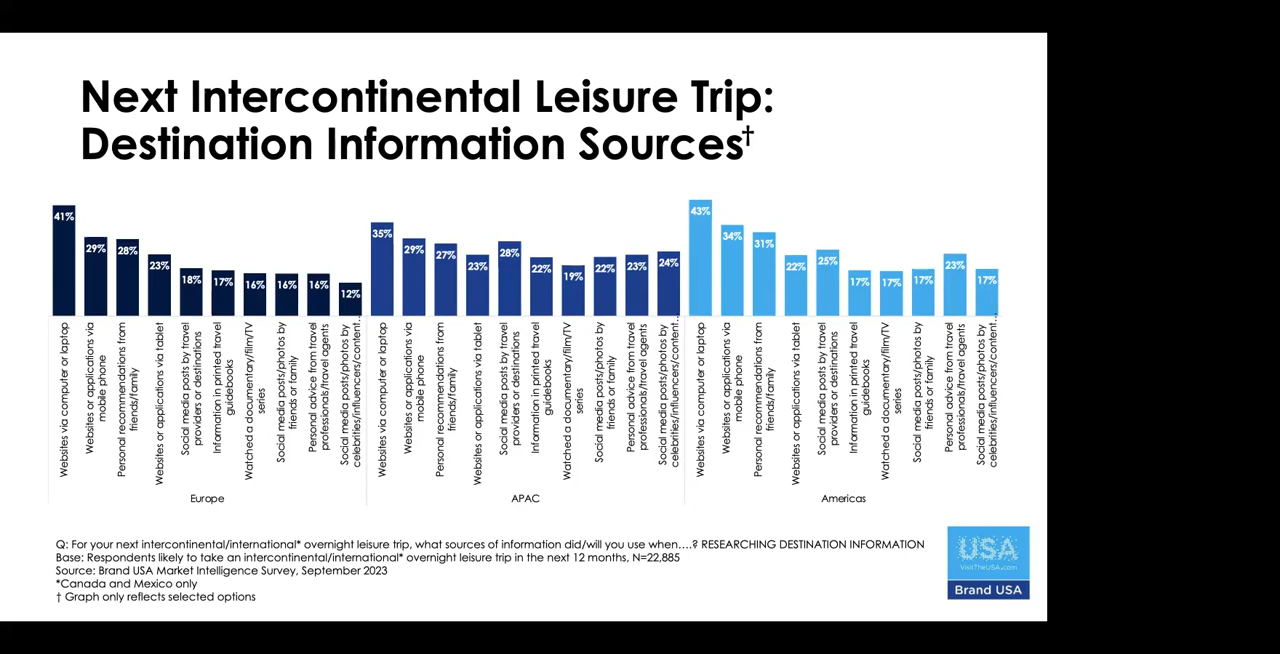 Next Intercontinental Leisure Trip:
Destination Information Sources†
41%
29%
28%
23%
18%
17%
16%
16%
16%
12%
35%
29%
27%
23%
28%
22%
19%
22%
23%
24%
43%
34%
31%
22%
25%
17%
17%
17%
23%
17%
Websites via computer or laptop
Websites or applications via
mobile phone
Personal recommendations from
friends/family
Websites or applications via tablet
Social media posts by travel
providers or destinations
Information in printed travel
guidebooks
Watched a documentary/film/TV
series
Social media posts/photos by
friends or family
Personal advice from travel
professionals/travel agents
Social media posts/photos by
celebrities/influencers/content…
Europe
Websites via computer or laptop
Websites or applications via
mobile phone
Personal recommendations from
friends/family
Websites or applications via tablet
Social media posts by travel
providers or destinations
Information in printed travel
guidebooks
Watched a documentary/film/TV
series
Social media posts/photos by
friends or family
Personal advice from travel
professionals/travel agents
Social media posts/photos by
celebrities/influencers/content…
APAC
Websites via computer or laptop
Websites or applications via
mobile phone
Personal recommendations from
friends/family
Websites or applications via tablet
Social media posts by travel
providers or destinations
Information in printed travel
guidebooks
Watched a documentary/film/TV
series
Social media posts/photos by
friends or family
Personal advice from travel
professionals/travel agents
Social media posts/photos by
celebrities/influencers/content…
Americas
Q: For your next intercontinental/international* overnight leisure trip, what sources of information did/will you use when….? RESEARCHING DESTINATION INFORMATION
Base: Respondents likely to take an intercontinental/international* overnight leisure trip in the next 12 months, N=22,885
Source: Brand USA Market Intelligence Survey, September 2023
*Canada and Mexico only
† Graph only reflects selected options
USA
VisitTheUSA.com
Brand USA